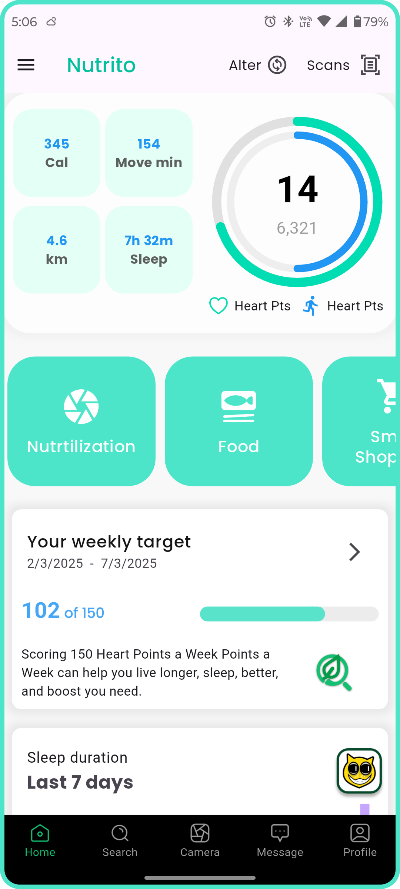 5:06
Vo LTE
79%
Nutrito
Alter
Scans
345
Cal
154
Move min
4.6
km
7h 32m
Sleep
14
6,321
Heart Pts
Heart Pts
Nutrtilization
Food
Sm
Shop
Your weekly target
2/3/2025 - 7/3/2025
102 of 150
Scoring 150 Heart Points a Week Points a
Week can help you live longer, sleep, better,
and boost you need.
Sleep duration
Last 7 days
Home
Search
Camera
Message
Profile